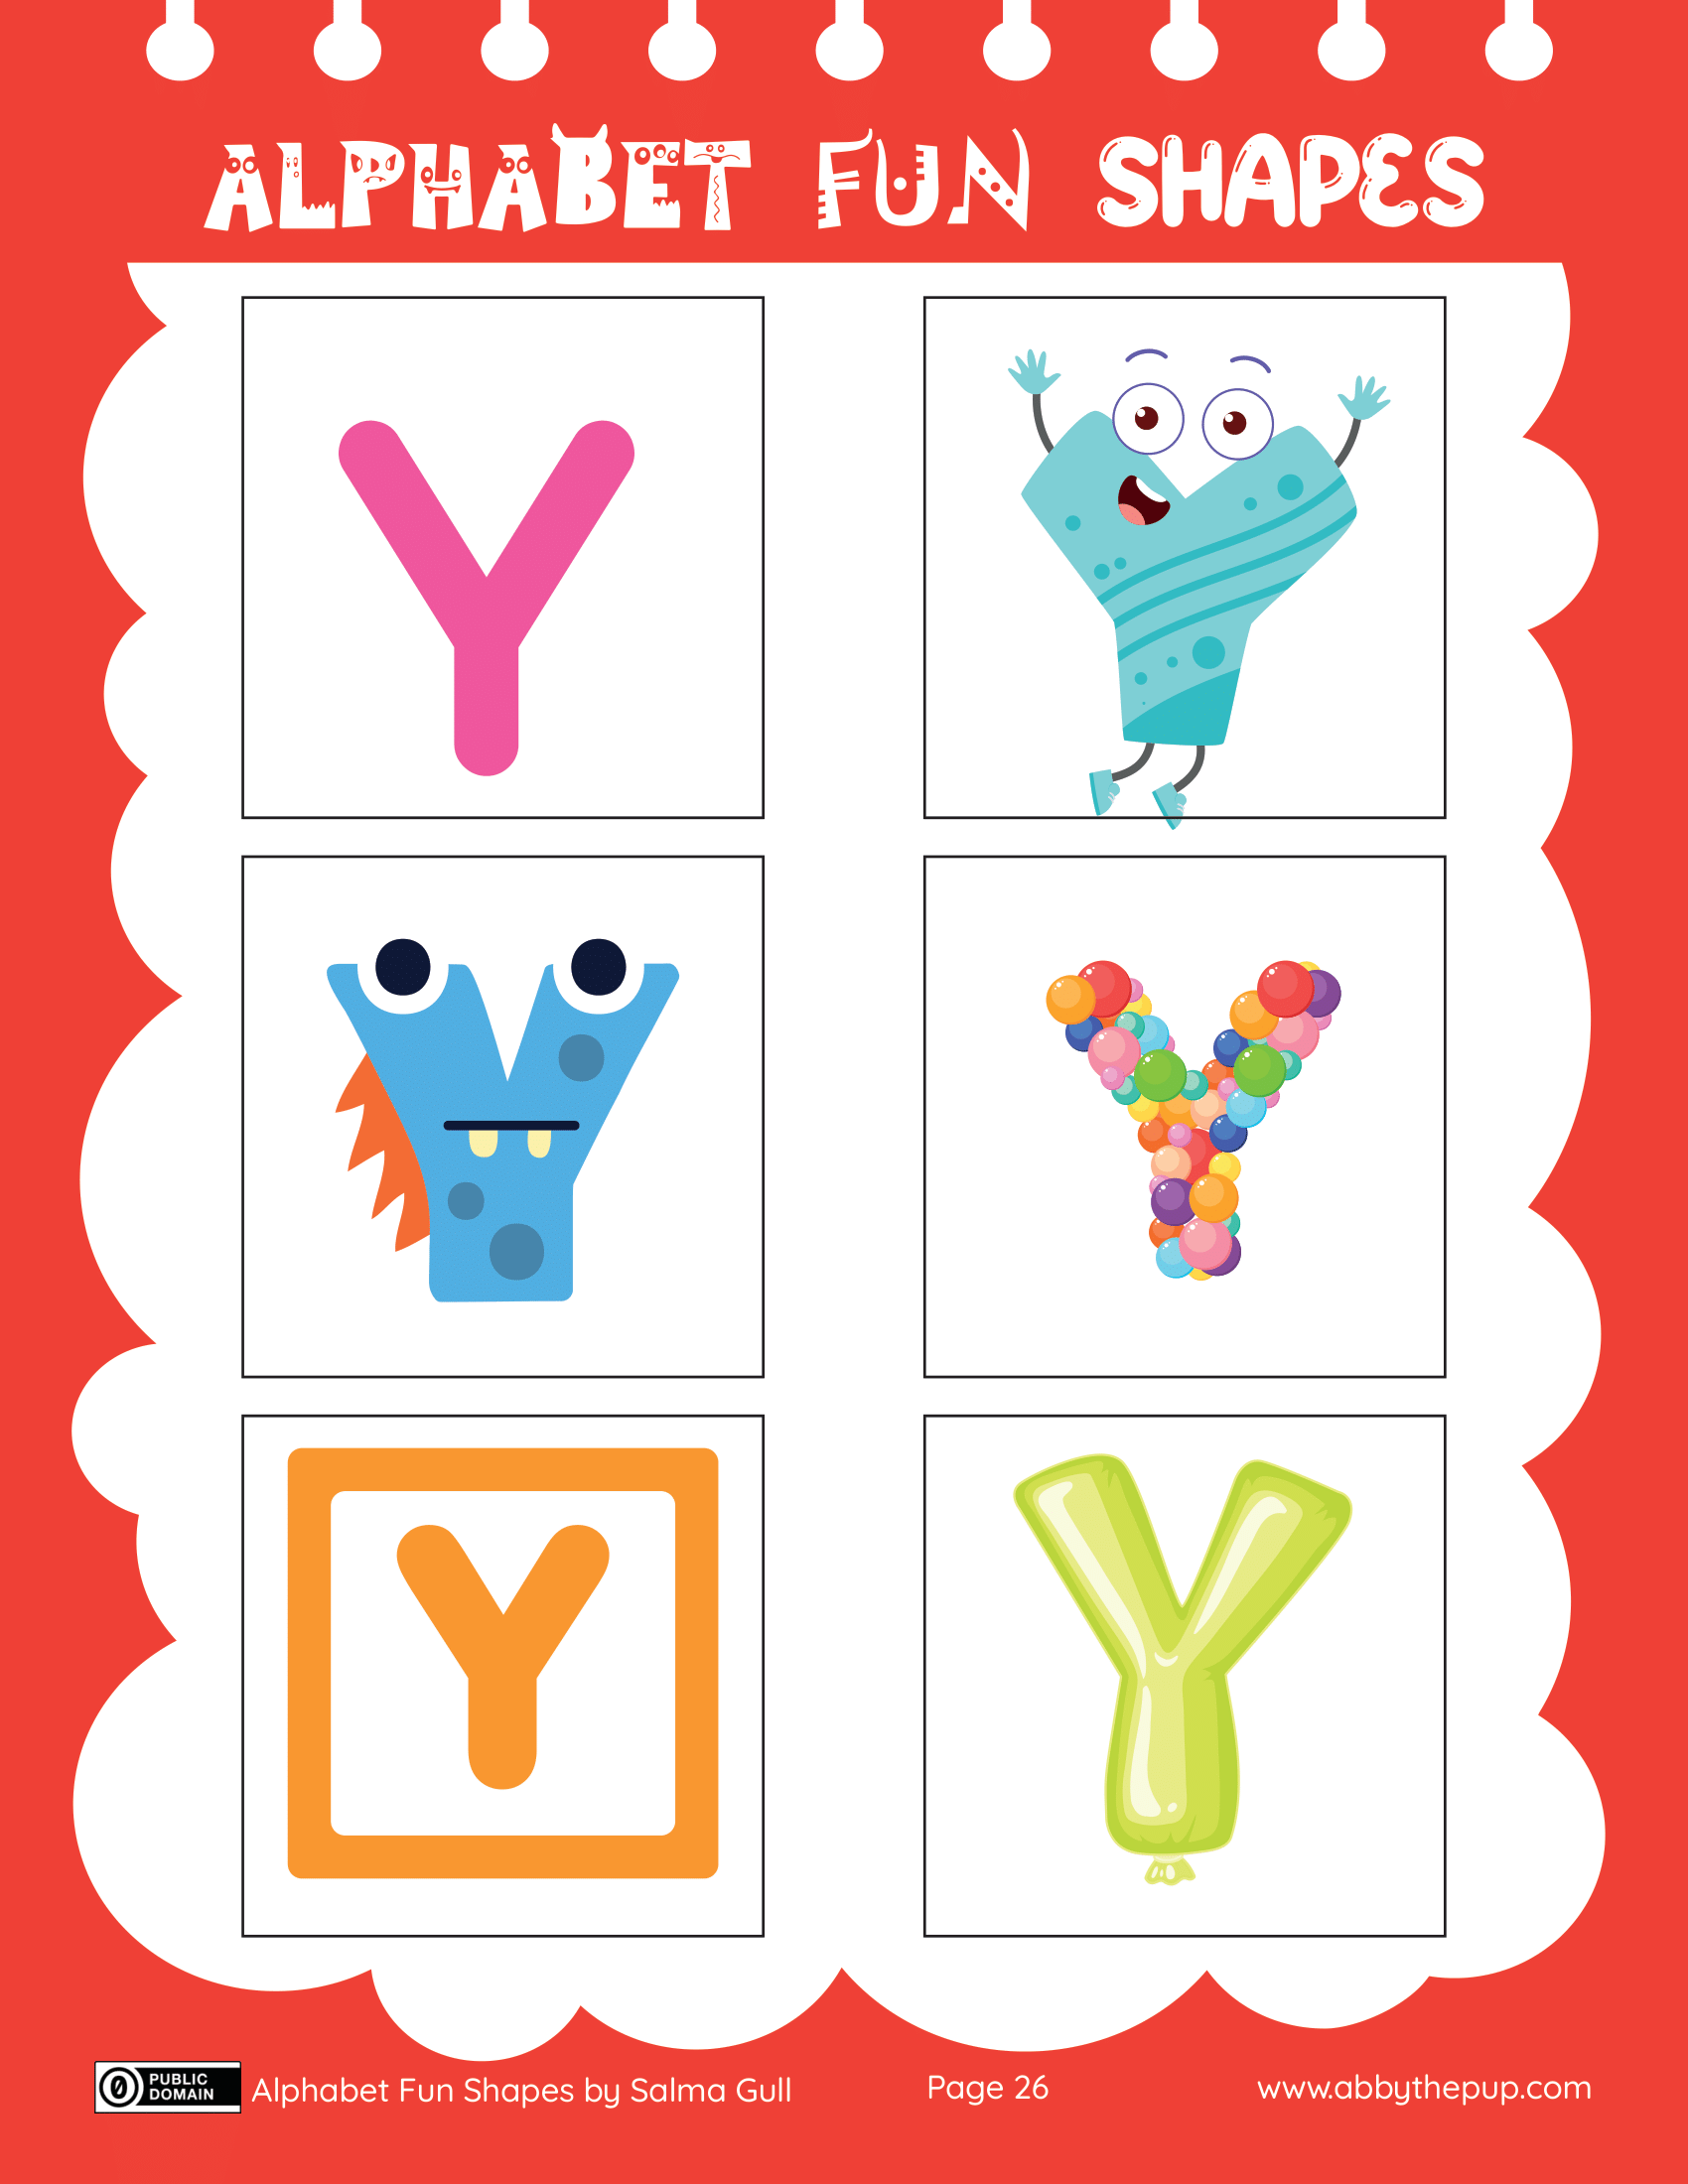 ALPHABET FUN SHAPES
Y Y
Y Y
Y Y
PUBLIC
DOMAIN
Alphabet Fun Shapes by Salma Gull
Page 26
www.abbythepup.com